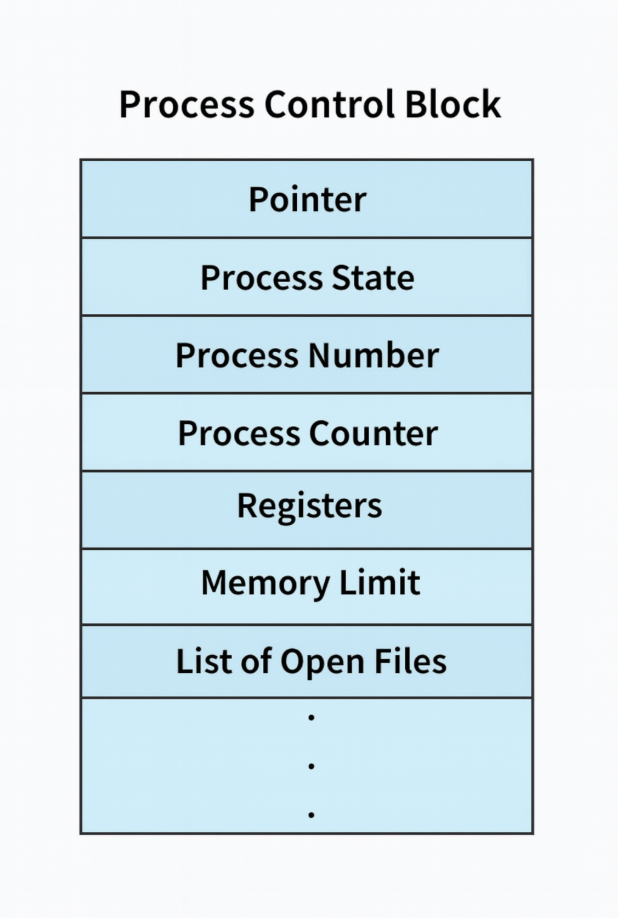 Process Control Block
Pointer
Process State
Process Number
Process Counter
Registers
Memory Limit
List of Open Files
.
.
.